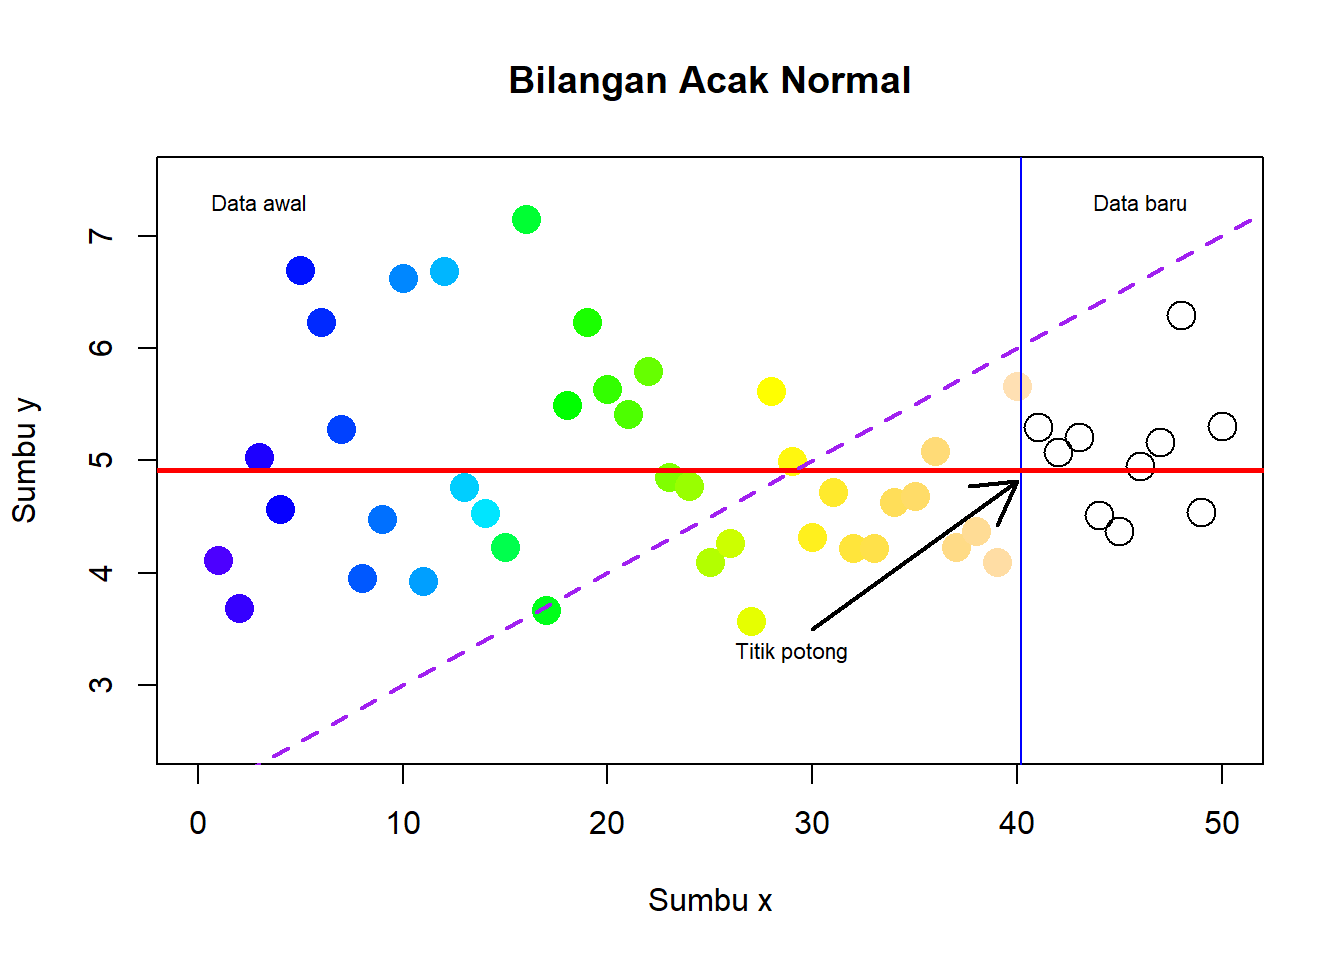 Bilangan Acak Normal
Data awal
Data baru
7
6
5
4
3
Sumbu y
Titik potong
0 10 20 30 40 50
Sumbu x